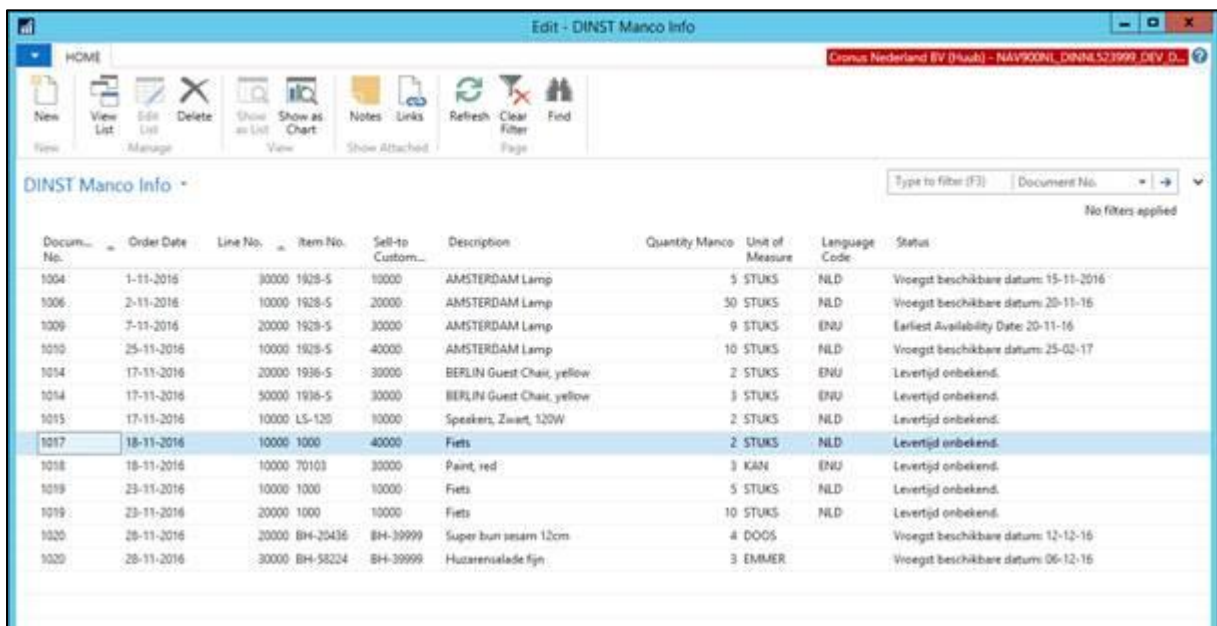 Edit - DINST Manco Info
HOME
Cronus Nederland BV (Huub) - NAV900NL_DINNL523999_DEV_D...
New
View List
Edit List
Delete
Show as List
Show as Chart
Notes
Links
Refresh
Clear Filter
Find
New
Manage
View
Show Attached
Page
DINST Manco Info
Type to filter (F3)
Document No.
No filters applied
Docum... No. Order Date Line No. Item No. Sell-to Custom... Description Quantity Manco Unit of Measure Language Code Status
1004 1-11-2016 30000 1928-S 10000 AMSTERDAM Lamp 5 STUKS NLD Vroegst beschikbare datum: 15-11-2016
1006 2-11-2016 10000 1928-S 20000 AMSTERDAM Lamp 50 STUKS NLD Vroegst beschikbare datum: 20-11-16
1009 7-11-2016 20000 1928-S 30000 AMSTERDAM Lamp 9 STUKS ENU Earliest Availability Date: 20-11-16
1010 25-11-2016 10000 1928-S 40000 AMSTERDAM Lamp 10 STUKS NLD Vroegst beschikbare datum: 25-02-17
1014 17-11-2016 20000 1936-S 30000 BERLIN Guest Chair, yellow 2 STUKS ENU Levertijd onbekend.
1014 17-11-2016 50000 1936-S 30000 BERLIN Guest Chair, yellow 3 STUKS ENU Levertijd onbekend.
1015 17-11-2016 10000 LS-120 10000 Speakers, Zwart, 120W 2 STUKS NLD Levertijd onbekend.
1017 18-11-2016 10000 1000 40000 Fiets 2 STUKS NLD Levertijd onbekend.
1018 18-11-2016 10000 70103 30000 Paint, red 3 KAN ENU Levertijd onbekend.
1019 23-11-2016 10000 1000 10000 Fiets 5 STUKS NLD Levertijd onbekend.
1019 23-11-2016 20000 1000 10000 Fiets 10 STUKS NLD Levertijd onbekend.
1020 28-11-2016 20000 BH-20436 BH-39999 Super bun sesam 12cm 4 DOOS Vroegst beschikbare datum: 12-12-16
1020 28-11-2016 30000 BH-58224 BH-39999 Huzarensalade fijn 3 EMMER Vroegst beschikbare datum: 06-12-16